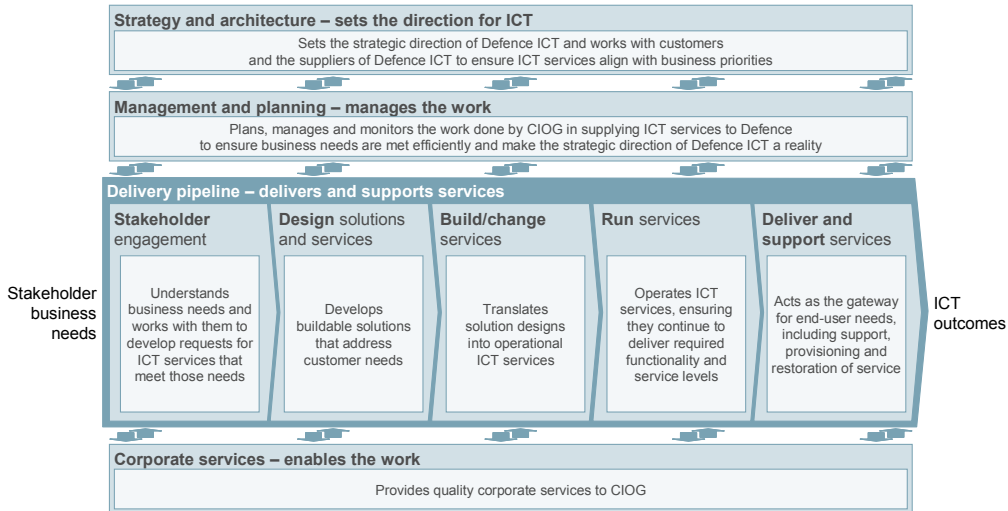 Strategy and architecture – sets the direction for ICT
Sets the strategic direction of Defence ICT and works with customers
and the suppliers of Defence ICT to ensure ICT services align with business priorities
Management and planning – manages the work
Plans, manages and monitors the work done by CIOG in supplying ICT services to Defence
to ensure business needs are met efficiently and make the strategic direction of Defence ICT a reality
Delivery pipeline – delivers and supports services
Stakeholder
business
needs
Stakeholder
engagement
Understands
business needs and
works with them to
develop requests for
ICT services that
meet those needs
Design solutions
and services
Develops
buildable solutions
that address
customer needs
Build/change
services
Translates
solution designs
into operational
ICT services
Run services
Operates ICT
services, ensuring
they continue to
deliver required
functionality and
service levels
Deliver and
support services
Acts as the gateway
for end-user needs,
including support,
provisioning and
restoration of service
ICT
outcomes
Corporate services – enables the work
Provides quality corporate services to CIOG